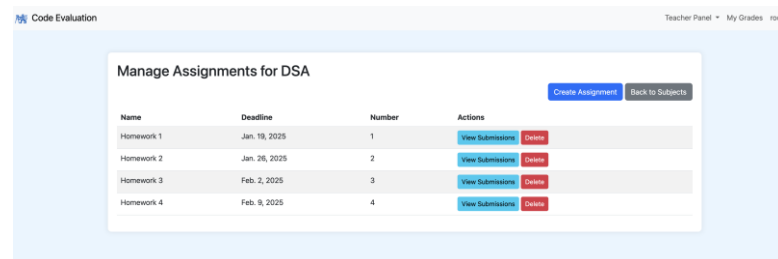 Code Evaluation Teacher Panel My Grades
Manage Assignments for DSA
Create Assignment Back to Subjects
Name Deadline Number Actions
Homework 1 Jan. 19, 2025 1 View Submissions Delete
Homework 2 Jan. 26, 2025 2 View Submissions Delete
Homework 3 Feb. 2, 2025 3 View Submissions Delete
Homework 4 Feb. 9, 2025 4 View Submissions Delete